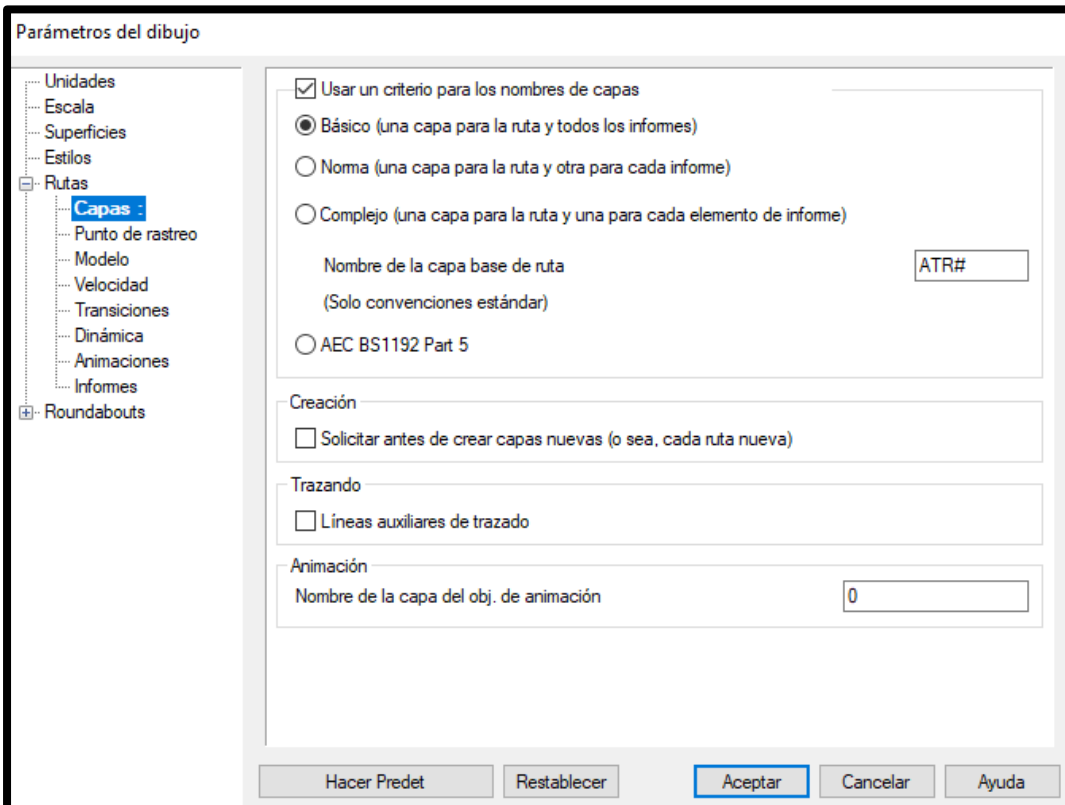 Parámetros del dibujo
Unidades
Escala
Superficies
Estilos
Rutas
Capas :
Punto de rastreo
Modelo
Velocidad
Transiciones
Dinámica
Animaciones
Informes
Roundabouts
Usar un criterio para los nombres de capas
Básico (una capa para la ruta y todos los informes)
Norma (una capa para la ruta y otra para cada informe)
Complejo (una capa para la ruta y una para cada elemento de informe)
Nombre de la capa base de ruta ATR#
(Solo convenciones estándar)
AEC BS1192 Part 5
Creación
Solicitar antes de crear capas nuevas (o sea, cada ruta nueva)
Trazando
Líneas auxiliares de trazado
Animación
Nombre de la capa del obj. de animación 0
Hacer Predet Restablecer Aceptar Cancelar Ayuda